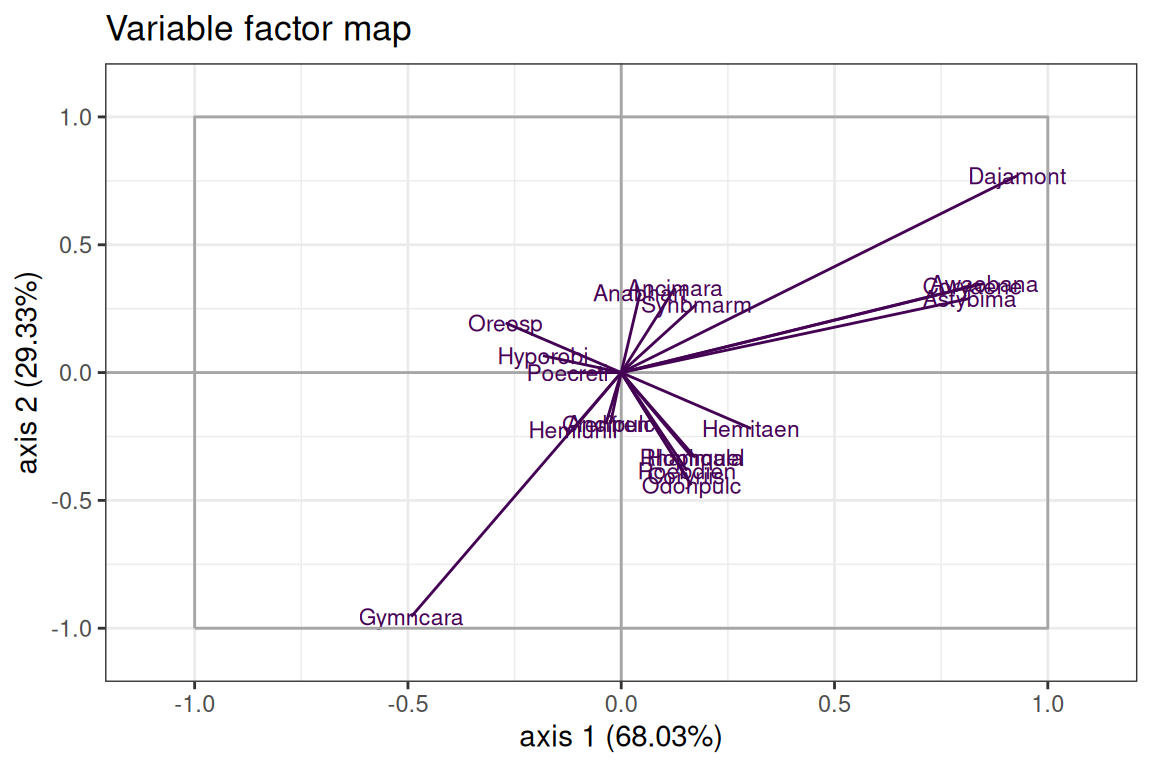 Variable factor map
axis 2 (29.33%)
1.0
0.5
0.0
-0.5
-1.0
Dajamont
Awaobana
Astybima
Ancimara
Synbmarm
Oreosp
Hyporobi
Poecreti
Hemitaen
Odonpulc
Gymncara
-1.0
-0.5
0.0
0.5
1.0
axis 1 (68.03%)